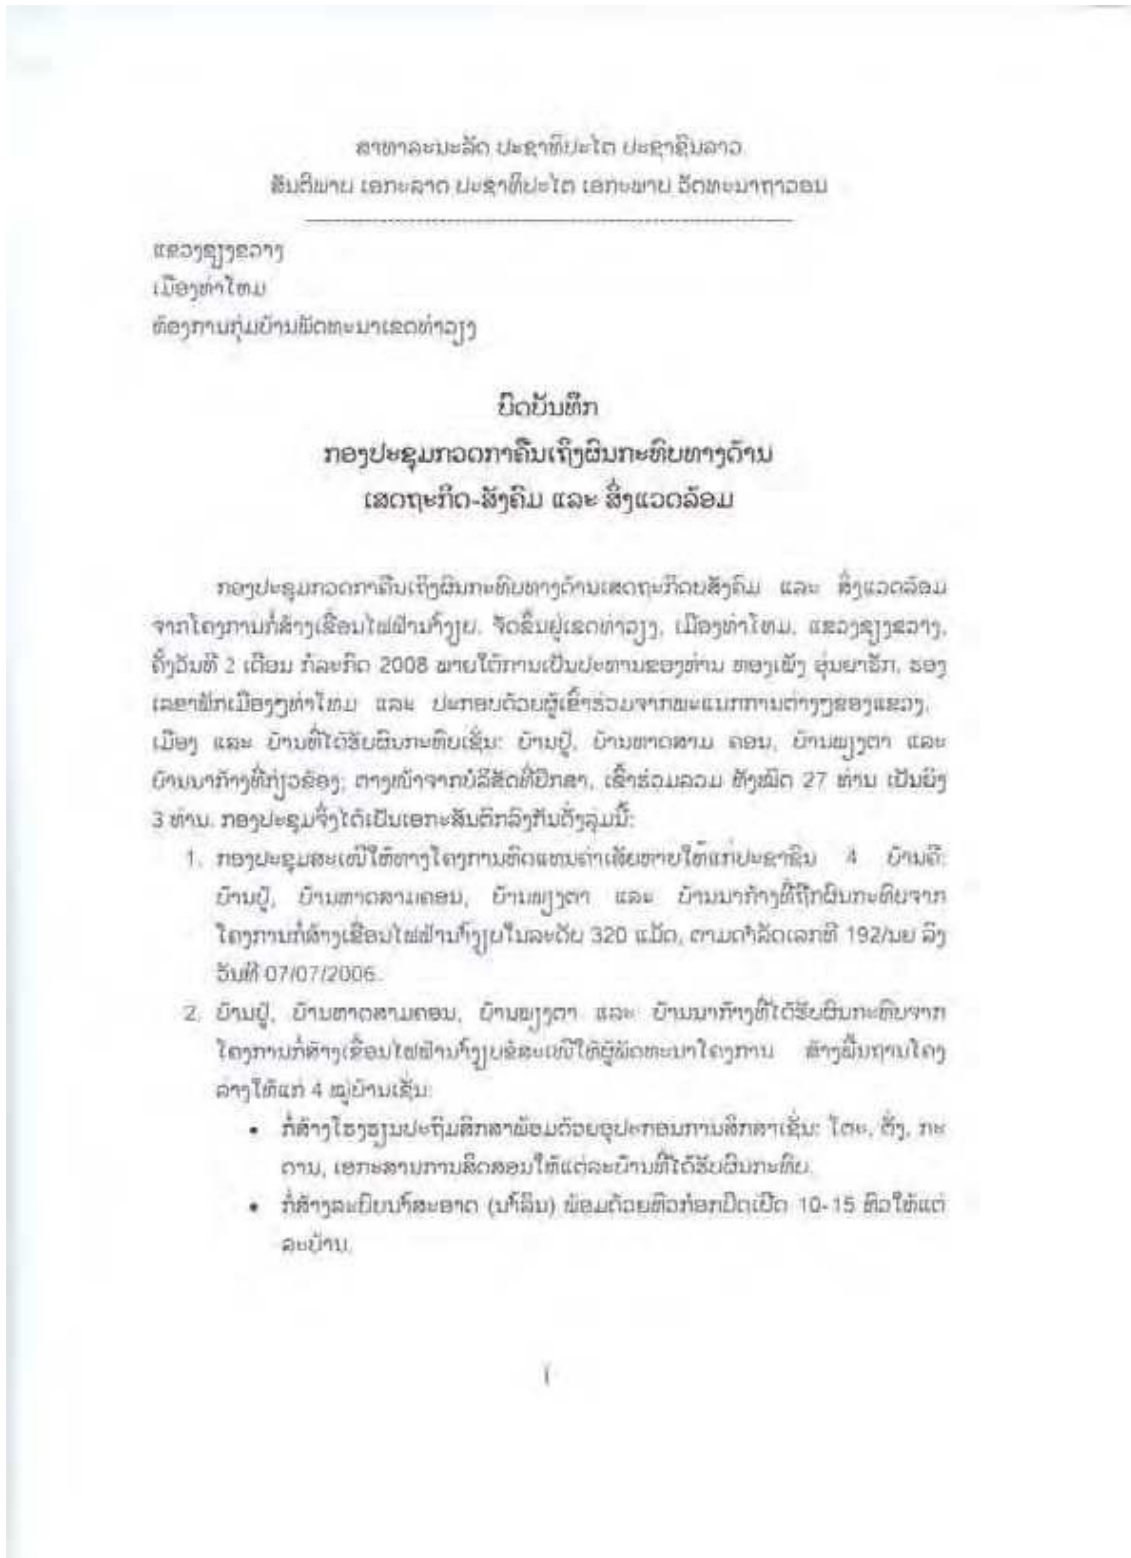 ສາທາລະນະລັດ ປະຊາທິປະໄຕ ປະຊາຊົນລາວ
ສັນຕິພາບ ເອກະລາດ ປະຊາທິປະໄຕ ເອກະພາບ ວັດທະນາຖາວອນ
ແຂວງຊຽງຂວາງ
ເມືອງທ່າໂທມ
ຫ້ອງການກຸ່ມບ້ານພັດທະນາເຂດທ່າວຽງ
ບົດບັນທຶກ
ກອງປະຊຸມກວດກາຄືນເຖິງຜົນກະທົບທາງດ້ານ
ເສດຖະກິດ-ສັງຄົມ ແລະ ສິ່ງແວດລ້ອມ
ກອງປະຊຸມກວດກາຄືນເຖິງຜົນກະທົບທາງດ້ານເສດຖະກິດບສັງຄົມ ແລະ ສິ່ງແວດລ້ອມ
ຈາກໂຄງການກໍ່ສ້າງເຂື່ອນໄຟຟ້ານ້ຳງຽບ. ຈັດຂຶ້ນຢູ່ເຂດທ່າວຽງ, ເມືອງທ່າໂທມ, ແຂວງຊຽງຂວາງ,
ຄັ້ງວັນທີ 2 ເດືອນ ກໍລະກົດ 2008 ພາຍໃຕ້ການເປັນປະທານຂອງທ່ານ ທອງເພັງ ອຸ່ນຍາຮັກ, ຮອງ
ເລຂາພັກເມືອງໆທ່າໂທມ ແລະ ປະກອບດ້ວຍຜູ້ເຂົ້າຮ່ວມຈາກພະແນກການຕ່າງໆຂອງແຂວງ,
ເມືອງ ແລະ ບ້ານທີ່ໄດ້ຮັບຜົນກະທົບເຊັ່ນ: ບ້ານປູ່, ບ້ານຫາດສາມ ຄອນ, ບ້ານພຽງຕາ ແລະ
ບ້ານນາກ້າງທີ່ກ່ຽວຂ້ອງ; ຕາງໜ້າຈາກບໍລິສັດທີ່ປຶກສາ, ເຂົ້າຮ່ວມລວມ ທັງໝົດ 27 ທ່ານ ເປັນຍິງ
3 ທ່ານ. ກອງປະຊຸມຈຶ່ງໄດ້ເປັນເອກະສັນຕົກລົງກັນດັ່ງລຸ່ມນີ້:
1. ກອງປະຊຸມສະເໜີໃຫ້ທາງໂຄງການທົດແທນຄ່າເສັຍຫາຍໃຫ້ແກ່ປະຊາຊົນ 4 ບ້ານຄື:
ບ້ານປູ່, ບ້ານຫາດສາມຄອນ, ບ້ານພຽງຕາ ແລະ ບ້ານນາກ້າງທີ່ຖືກຜົນກະທົບຈາກ
ໂຄງການກໍ່ສ້າງເຂື່ອນໄຟຟ້ານ້ຳງຽບໃນລະດັບ 320 ແມັດ, ຕາມດຳລັດເລກທີ 192/ນຍ ລົງ
ວັນທີ 07/07/2006.
2. ບ້ານປູ່, ບ້ານຫາດສາມຄອນ, ບ້ານພຽງຕາ ແລະ ບ້ານນາກ້າງທີ່ໄດ້ຮັບຜົນກະທົບຈາກ
ໂຄງການກໍ່ສ້າງເຂື່ອນໄຟຟ້ານ້ຳງຽບຂໍສະເໜີໃຫ້ຜູ້ພັດທະນາໂຄງການ ສ້າງພື້ນຖານໂຄງ
ລ່າງໃຫ້ແກ່ 4 ໝູ່ບ້ານເຊັ່ນ:
• ກໍ່ສ້າງໂຮງຮຽນປະຖົມສຶກສາພ້ອມດ້ວຍອຸປະກອນການສຶກສາເຊັ່ນ: ໂຕະ, ຕັ່ງ, ກະ
ດານ, ເອກະສານການສິດສອນໃຫ້ແຕ່ລະບ້ານທີ່ໄດ້ຮັບຜົນກະທົບ.
• ກໍ່ສ້າງລະບົບນ້ຳສະອາດ (ນ້ຳລິນ) ພ້ອມດ້ວຍຫົວກ໋ອກປິດເປີດ 10-15 ຫົວໃຫ້ແຕ່
ລະບ້ານ.
1